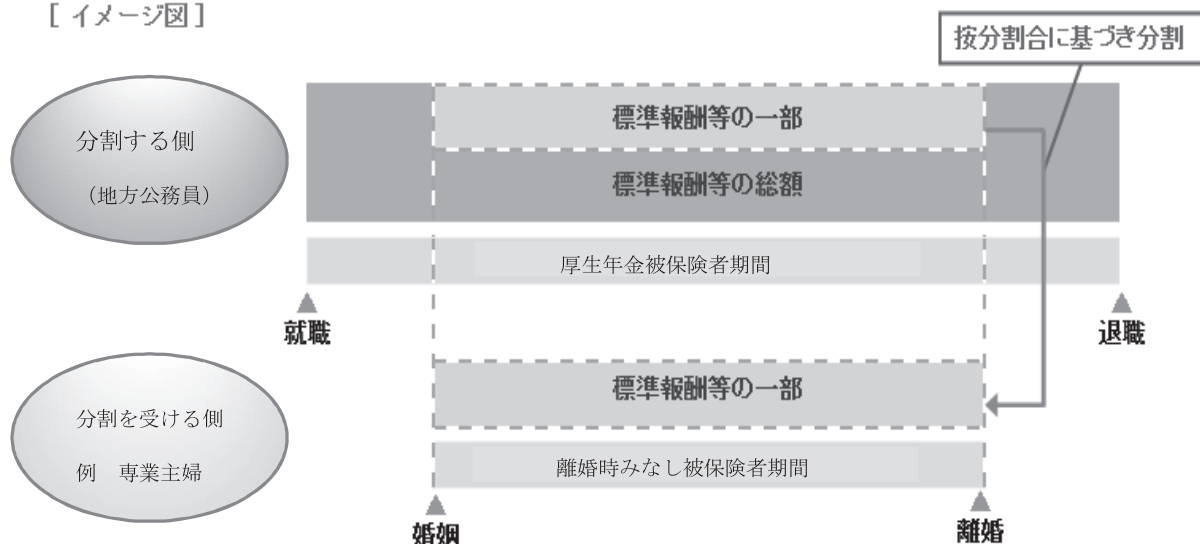 [ イメージ図 ]
按分割合に基づき分割
分割する側
（地方公務員）
標準報酬等の一部
標準報酬等の総額
厚生年金被保険者期間
就職
退職
分割を受ける側
例　専業主婦
標準報酬等の一部
離婚時みなし被保険者期間
婚姻
離婚